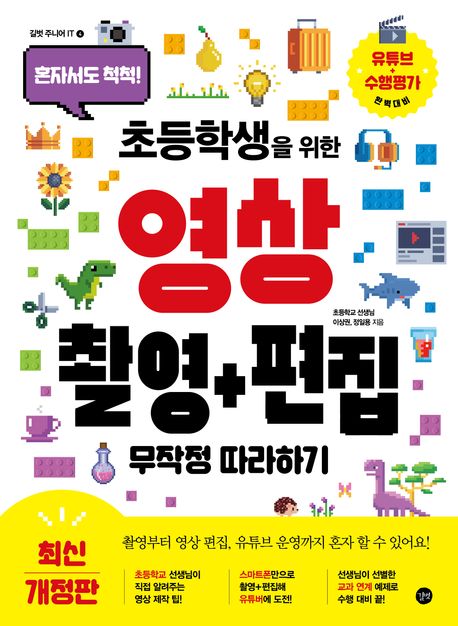 길벗 주니어 IT 4
혼자서도 척척!
유튜브
+
수행평가
완벽대비
초등학생을 위한
영상
초등학교 선생님
이상권, 정일용 지음
촬영+편집
무작정 따라하기
최신
개정판
촬영부터 영상 편집, 유튜브 운영까지 혼자 할 수 있어요!
초등학교 선생님이
직접 알려주는
영상 제작 팁!
스마트폰만으로
촬영+편집해
유튜버에 도전!
선생님이 선별한
교과 연계 예제로
수행 대비 끝!
길벗